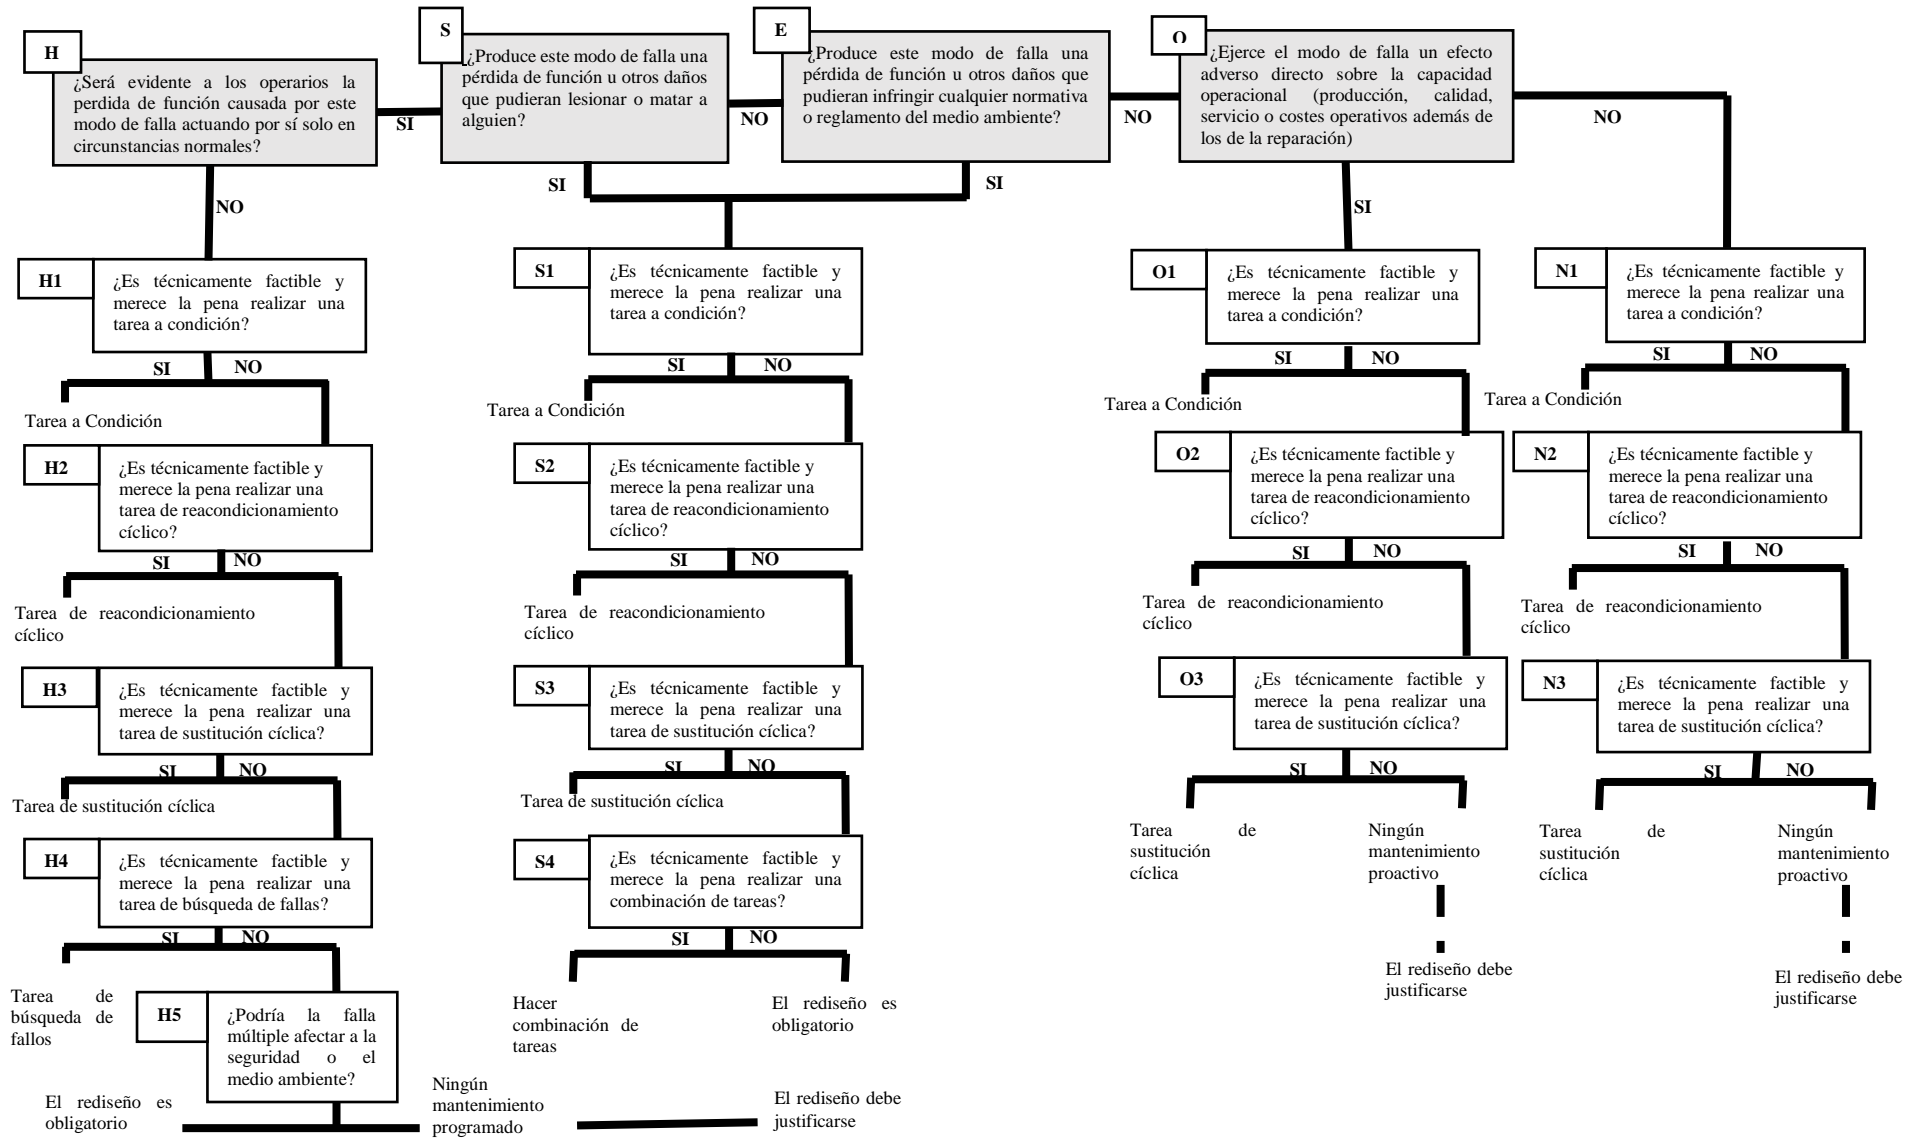 H
¿Será evidente a los operarios la
perdida de función causada por este
modo de falla actuando por sí solo en
circunstancias normales?
SI
NO
S
¿Produce este modo de falla una
pérdida de función u otros daños
que pudieran lesionar o matar a
alguien?
NO
SI
E
¿Produce este modo de falla una
pérdida de función u otros daños que
pudieran infringir cualquier normativa
o reglamento del medio ambiente?
NO
SI
O
¿Ejerce el modo de falla un efecto
adverso directo sobre la capacidad
operacional (producción, calidad,
servicio o costes operativos además de
los de la reparación)
NO
SI
H1
¿Es técnicamente factible y
merece la pena realizar una
tarea a condición?
SI
NO
Tarea a Condición
H2
¿Es técnicamente factible y
merece la pena realizar una
tarea de reacondicionamiento
cíclico?
SI
NO
Tarea de reacondicionamiento
cíclico
H3
¿Es técnicamente factible y
merece la pena realizar una
tarea de sustitución cíclica?
SI
NO
Tarea de sustitución cíclica
H4
¿Es técnicamente factible y
merece la pena realizar una
tarea de búsqueda de fallas?
SI
NO
Tarea de
búsqueda de
fallos
H5
¿Podría la falla
múltiple afectar a la
seguridad o el
medio ambiente?
El rediseño es
obligatorio
Ningún
mantenimiento
programado
El rediseño debe
justificarse
S1
¿Es técnicamente factible y
merece la pena realizar una
tarea a condición?
SI
NO
Tarea a Condición
S2
¿Es técnicamente factible y
merece la pena realizar una
tarea de reacondicionamiento
cíclico?
SI
NO
Tarea de reacondicionamiento
cíclico
S3
¿Es técnicamente factible y
merece la pena realizar una
tarea de sustitución cíclica?
SI
NO
Tarea de sustitución cíclica
S4
¿Es técnicamente factible y
merece la pena realizar una
combinación de tareas?
SI
NO
Hacer
combinación de
tareas
El rediseño es
obligatorio
O1
¿Es técnicamente factible y
merece la pena realizar una
tarea a condición?
SI
NO
Tarea a Condición
O2
¿Es técnicamente factible y
merece la pena realizar una
tarea de reacondicionamiento
cíclico?
SI
NO
Tarea de reacondicionamiento
cíclico
O3
¿Es técnicamente factible y
merece la pena realizar una
tarea de sustitución cíclica?
SI
NO
Tarea de
sustitución
cíclica
Ningún
mantenimiento
proactivo
El rediseño debe
justificarse
N1
¿Es técnicamente factible y
merece la pena realizar una
tarea a condición?
SI
NO
Tarea a Condición
N2
¿Es técnicamente factible y
merece la pena realizar una
tarea de reacondicionamiento
cíclico?
SI
NO
Tarea de reacondicionamiento
cíclico
N3
¿Es técnicamente factible y
merece la pena realizar una
tarea de sustitución cíclica?
SI
NO
Tarea de
sustitución
cíclica
Ningún
mantenimiento
proactivo
El rediseño debe
justificarse